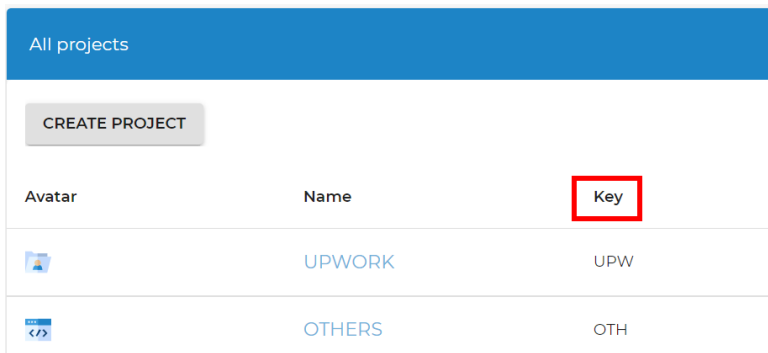 All projects
CREATE PROJECT
Avatar Name Key
UPWORK UPW
</> OTHERS OTH